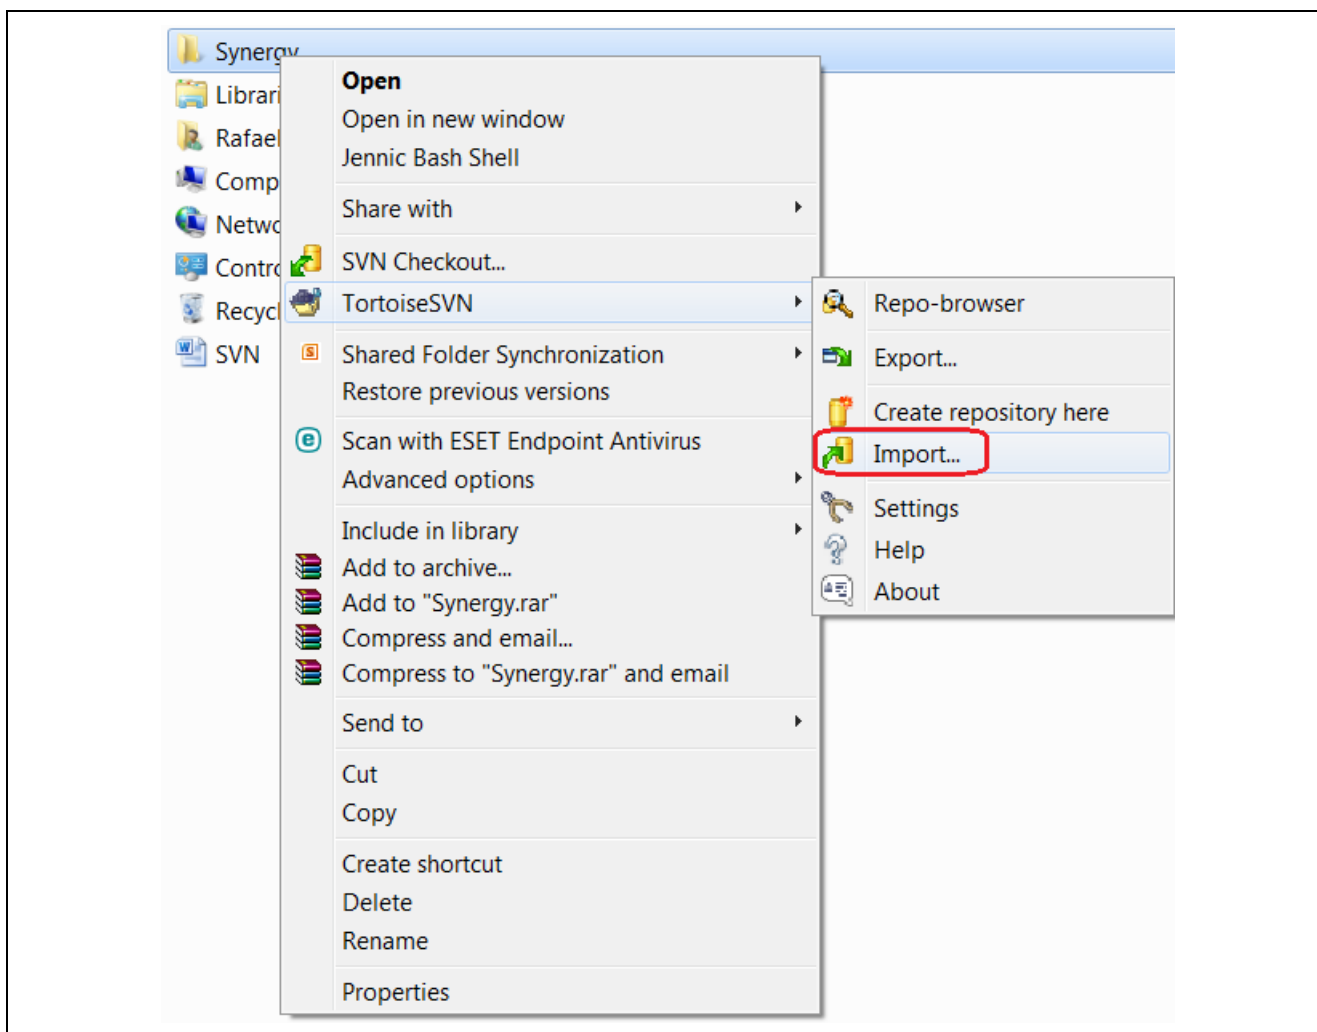 Synergy
Open
Librari
Open in new window
Rafael
Jennic Bash Shell
Comp
Share with
Netwo
SVN Checkout...
Contro
TortoiseSVN
Repo-browser
Recycl
SVN
Shared Folder Synchronization
Export...
Restore previous versions
Create repository here
Scan with ESET Endpoint Antivirus
Import...
Advanced options
Settings
Include in library
Help
Add to archive...
About
Add to "Synergy.rar"
Compress and email...
Compress to "Synergy.rar" and email
Send to
Cut
Copy
Create shortcut
Delete
Rename
Properties